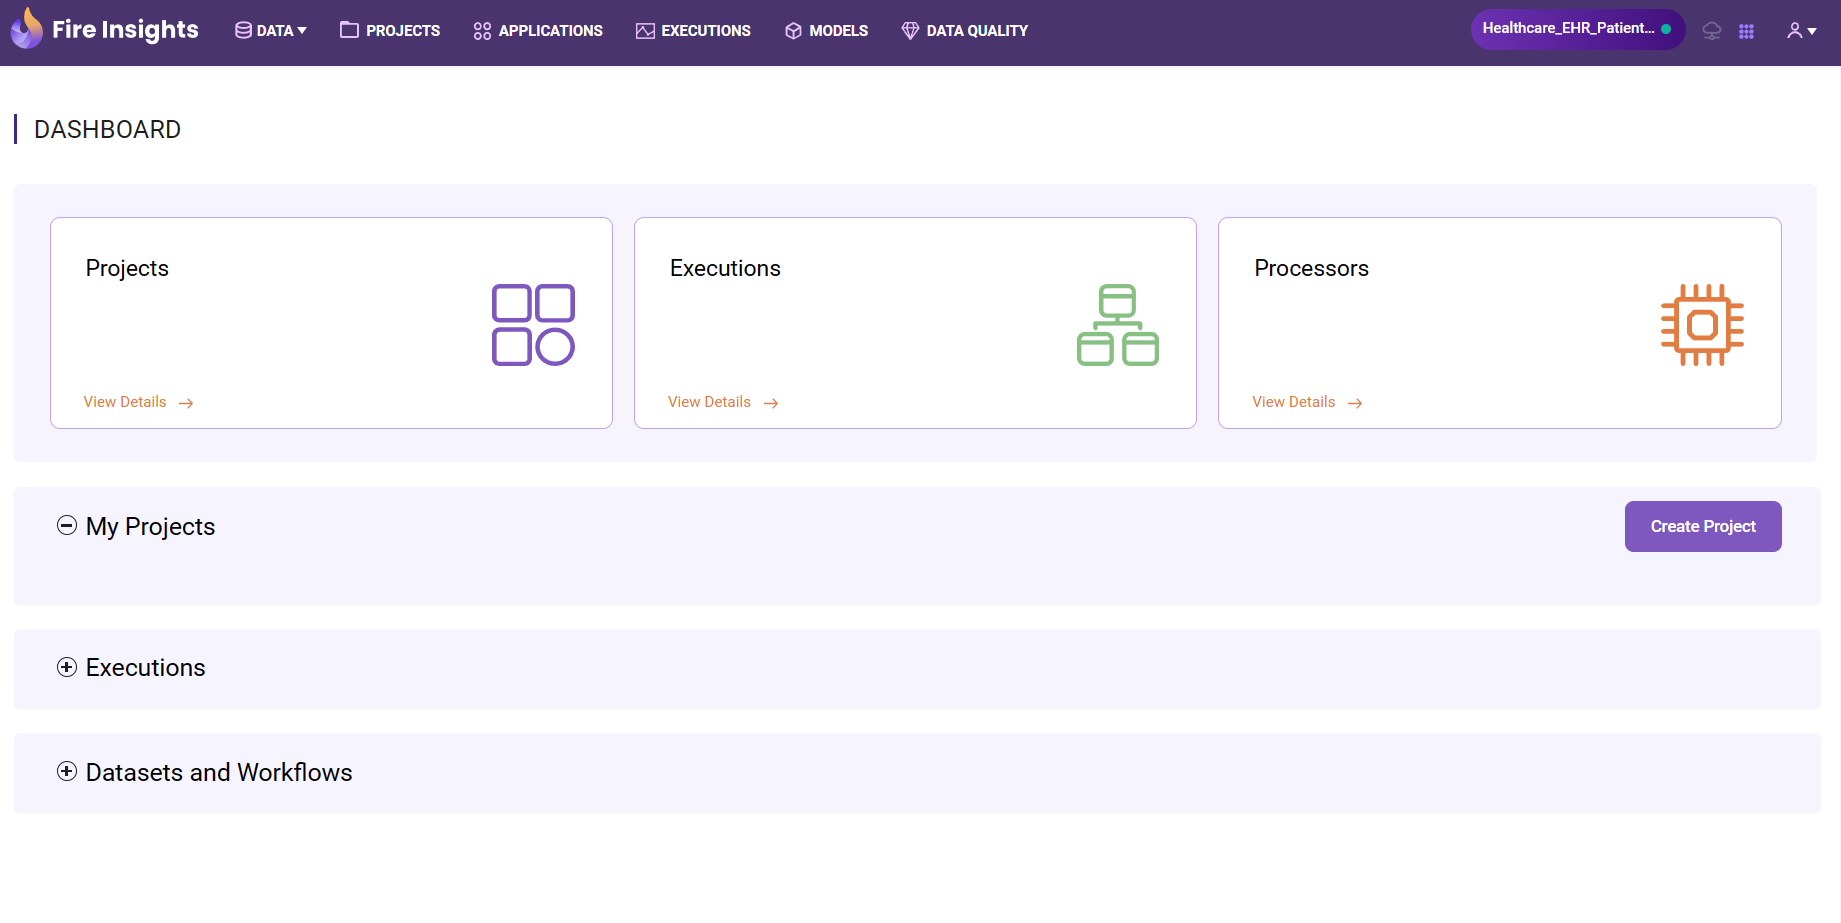 Fire Insights DATA PROJECTS APPLICATIONS EXECUTIONS MODELS DATA QUALITY Healthcare_EHR_Patient...
DASHBOARD
Projects Executions Processors
View Details → View Details → View Details →
My Projects Create Project
Executions
Datasets and Workflows